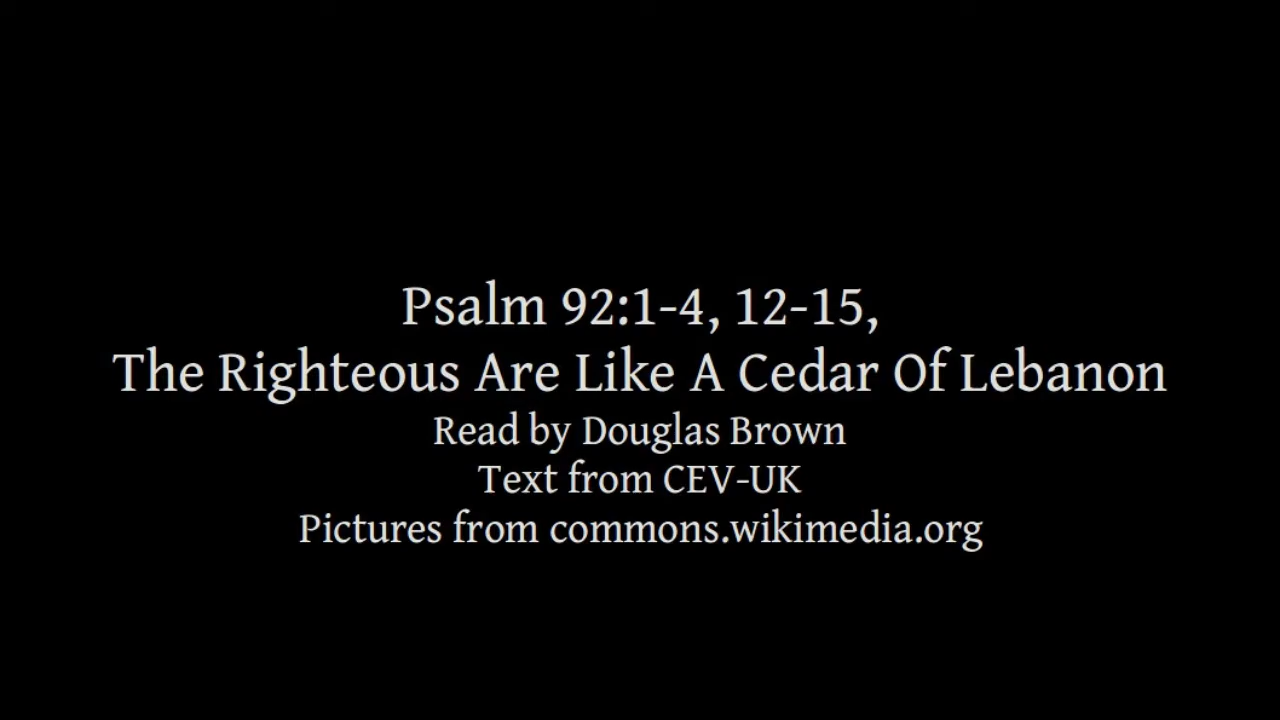 Psalm 92:1-4, 12-15,
The Righteous Are Like A Cedar Of Lebanon
Read by Douglas Brown
Text from CEV-UK
Pictures from commons.wikimedia.org